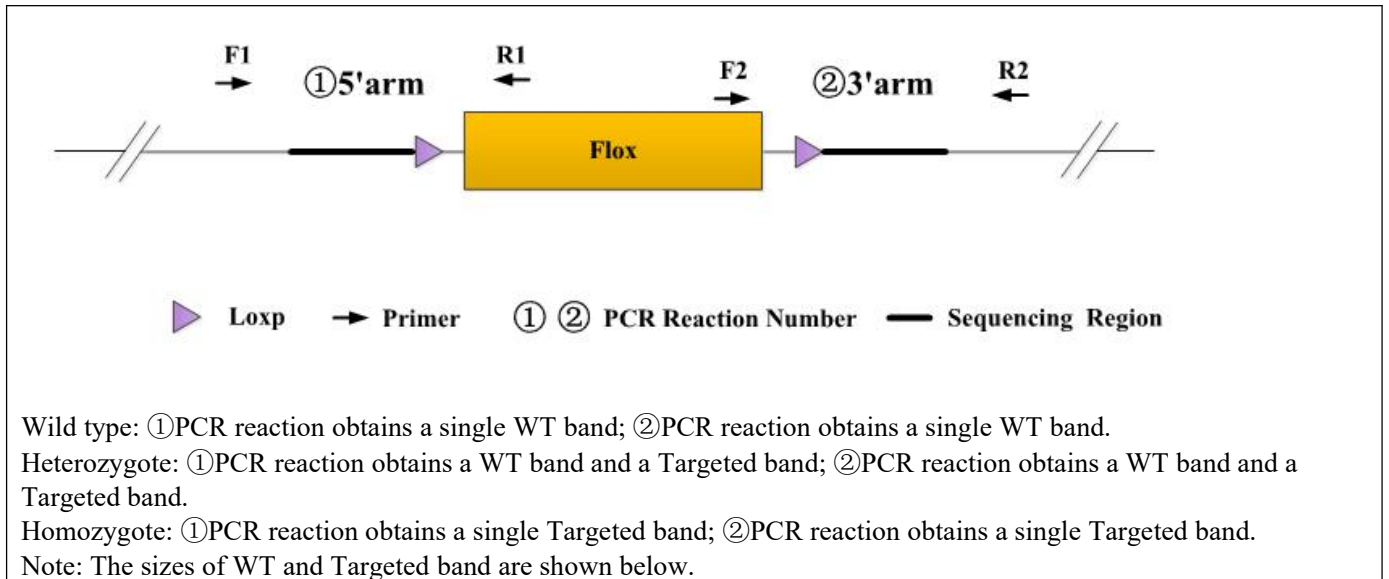 F1
①5'arm
R1
F2
②3'arm
R2
Flox
Loxp
Primer
① ② PCR Reaction Number
Sequencing Region
Wild type: ①PCR reaction obtains a single WT band; ②PCR reaction obtains a single WT band.
Heterozygote: ①PCR reaction obtains a WT band and a Targeted band; ②PCR reaction obtains a WT band and a
Targeted band.
Homozygote: ①PCR reaction obtains a single Targeted band; ②PCR reaction obtains a single Targeted band.
Note: The sizes of WT and Targeted band are shown below.